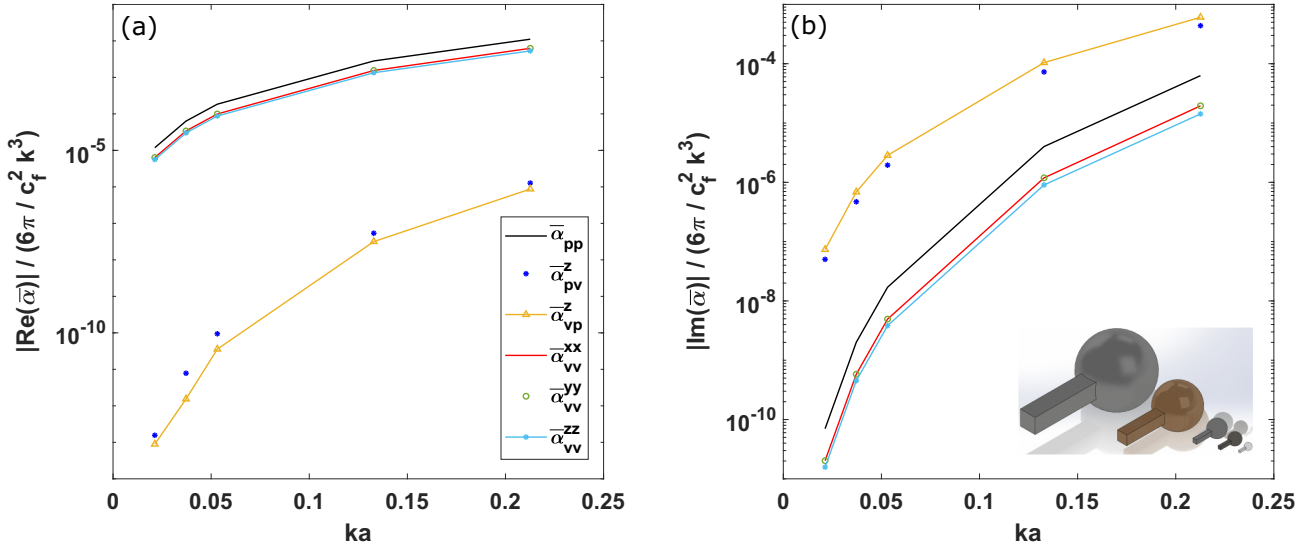 (a)
|Re(α̅)| / (6π / c_f^2 k^3)
10^-5
10^-10
0 0.05 0.1 0.15 0.2 0.25
ka
α̅_pp
α̅^z_pv
α̅^z_vp
α̅^xx_vv
α̅^yy_vv
α̅^zz_vv
(b)
|Im(α̅)| / (6π / c_f^2 k^3)
10^-4
10^-6
10^-8
10^-10
0 0.05 0.1 0.15 0.2 0.25
ka